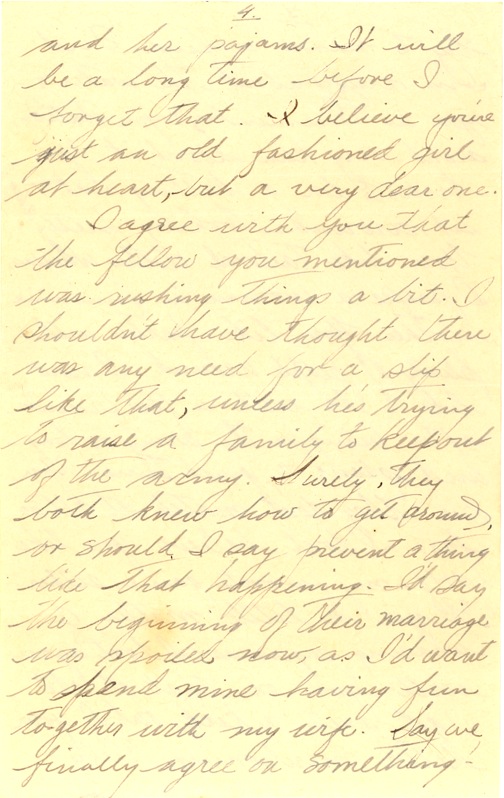 4.
and her pajams. It will
be a long time before I
forget that. I believe you're
just an old fashioned girl
at heart, but a very dear one.
I agree with you that
the fellow you mentioned
was rushing things a bit. I
shouldn't have thought there
was any need for a slip
like that, unless he's trying
to raise a family to keep out
of the army. Surely, they
both knew how to get around,
or should I say prevent a thing
like that happening. I'd say
the beginning of their marriage
was spoiled now, as I'd want
to spend mine having fun
together with my wife. Say we
finally agree on something!